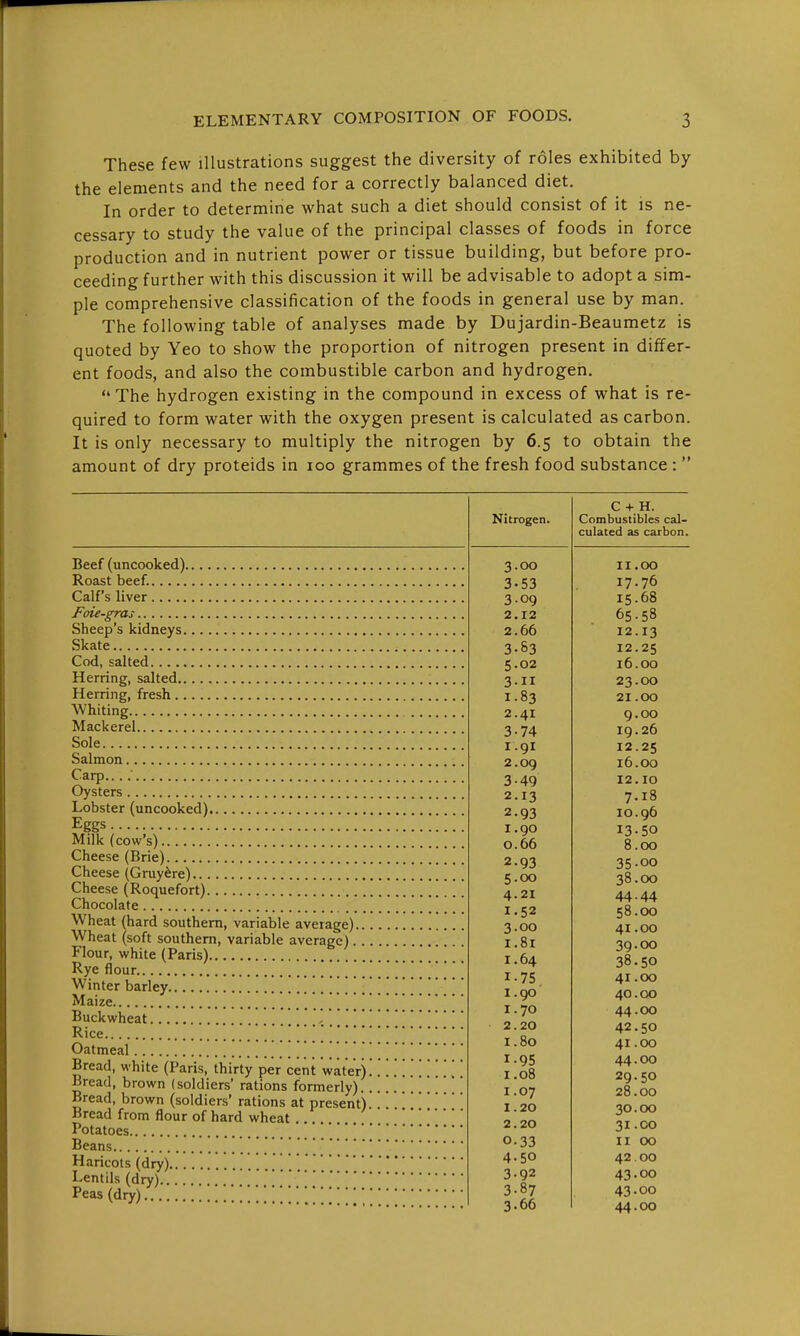 ELEMENTARY COMPOSITION OF FOODS. 3
These few illustrations suggest the diversity of rôles exhibited by
the elements and the need for a correctly balanced diet.
In order to determine what such a diet should consist of it is ne-
cessary to study the value of the principal classes of foods in force
production and in nutrient power or tissue building, but before pro-
ceeding further with this discussion it will be advisable to adopt a sim-
ple comprehensive classification of the foods in general use by man.
The following table of analyses made by Dujardin-Beaumetz is
quoted by Yeo to show the proportion of nitrogen present in differ-
ent foods, and also the combustible carbon and hydrogen.
“ The hydrogen existing in the compound in excess of what is re-
quired to form water with the oxygen present is calculated as carbon.
It is only necessary to multiply the nitrogen by 6.5 to obtain the
amount of dry proteids in 100 grammes of the fresh food substance : ”
Nitrogen. C + H. Combustibles cal-
culated as carbon.
Beef (uncooked)........ 3.00 11.00
Roast beef........ 3.53 17.76
Calf's liver........ 3.09 15.68
Foie-gras........ 2.12 65.58
Sheep's kidneys........ 2.66 12.13
Skate........ 3.83 12.25
Cod, salted........ 5.02 16.00
Herring, salted........ 3.11 23.00
Herring, fresh........ 1.83 21.00
Whiting........ 2.41 9.00
Mackerel........ 3.74 19.26
Sole........ 1.91 12.25
Salmon........ 2.09 16.00
Carp........ 3.49 12.10
Oysters........ 2.13 7.18
Lobster (uncooked)........ 2.93 10.96
Eggs........ 1.90 13.50
Milk (cow's)........ 0.66 8.00
Cheese (Brie)........ 2.93 35.00
Cheese (Gruyère)........ 5.00 38.00
Cheese (Roquefort)........ 4.21 44.44
Chocolate........ 1.52 58.00
Wheat (hard southern, variable average)........ 3.00 41.00
Wheat (soft southern, variable average)........ 1.81 39.00
Flour, white (Paris)........ 1.64 38.50
Rye flour........ 1.75 41.00
Winter barley........ 1.90 40.00
Maize........ 1.70 44.00
Buckwheat........ 2.20 42.50
Rice........ 1.80 41.00
Oatmeal........ 1.95 44.00
Bread, white (Paris, thirty per cent water)........ 1.08 29.50
Bread, brown (soldiers' rations formerly)........ 1.07 28.00
Bread, brown (soldiers' rations at present)........ 1.20 30.00
Bread from flour of hard wheat........ 2.20 31.00
Potatoes........ 0.33 11 00
Beans........ 4.50 42 00
Haricots (dry)........ 3.92 43.00
Lentils (dry)........ 3.87 43.00
Peas (dry)........ 3.66 44.00